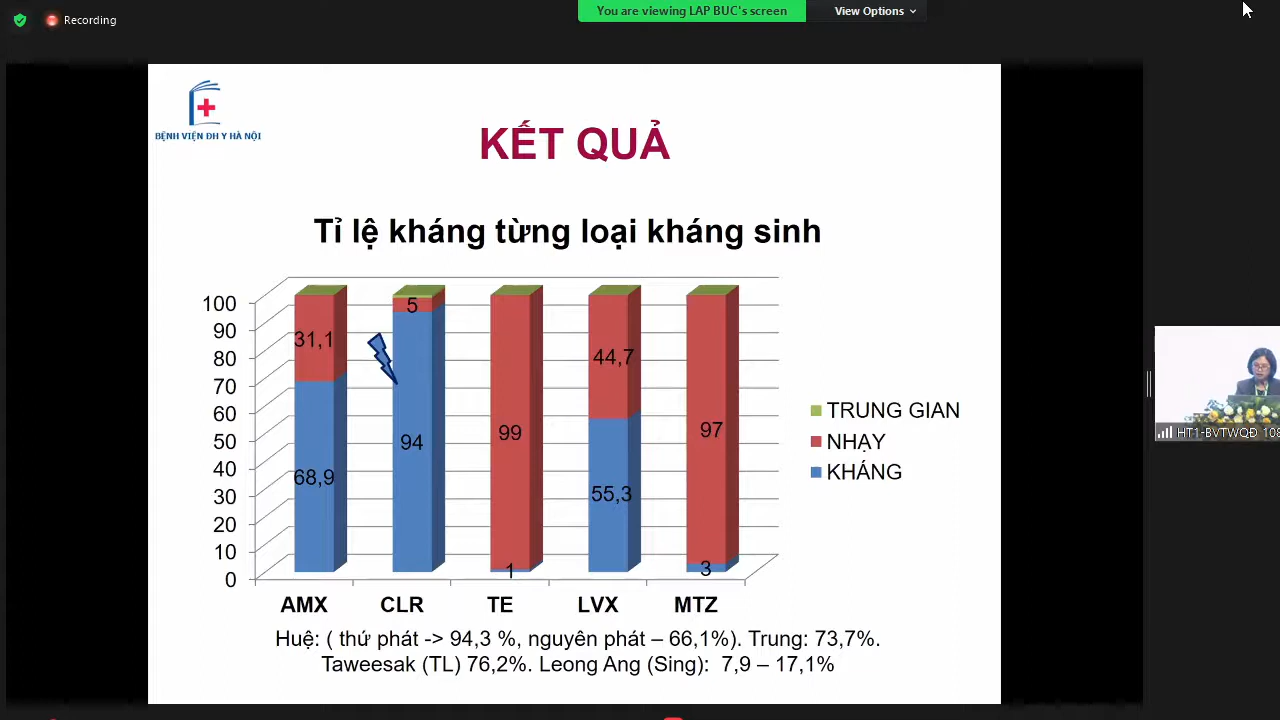 Recording
You are viewing LAP BUC's screen
View Options
BỆNH VIỆN ĐH Y HÀ NỘI
KẾT QUẢ
Tỉ lệ kháng từng loại kháng sinh
100
90
80
70
60
50
40
30
20
10
0
31,1
68,9
5
94
99
1
44,7
55,3
97
3
AMX
CLR
TE
LVX
MTZ
TRUNG GIAN
NHẠY
KHÁNG
Huệ: ( thứ phát -> 94,3 %, nguyên phát – 66,1%). Trung: 73,7%.
Taweesak (TL) 76,2%. Leong Ang (Sing): 7,9 – 17,1%
HT1-BVTWQĐ 108